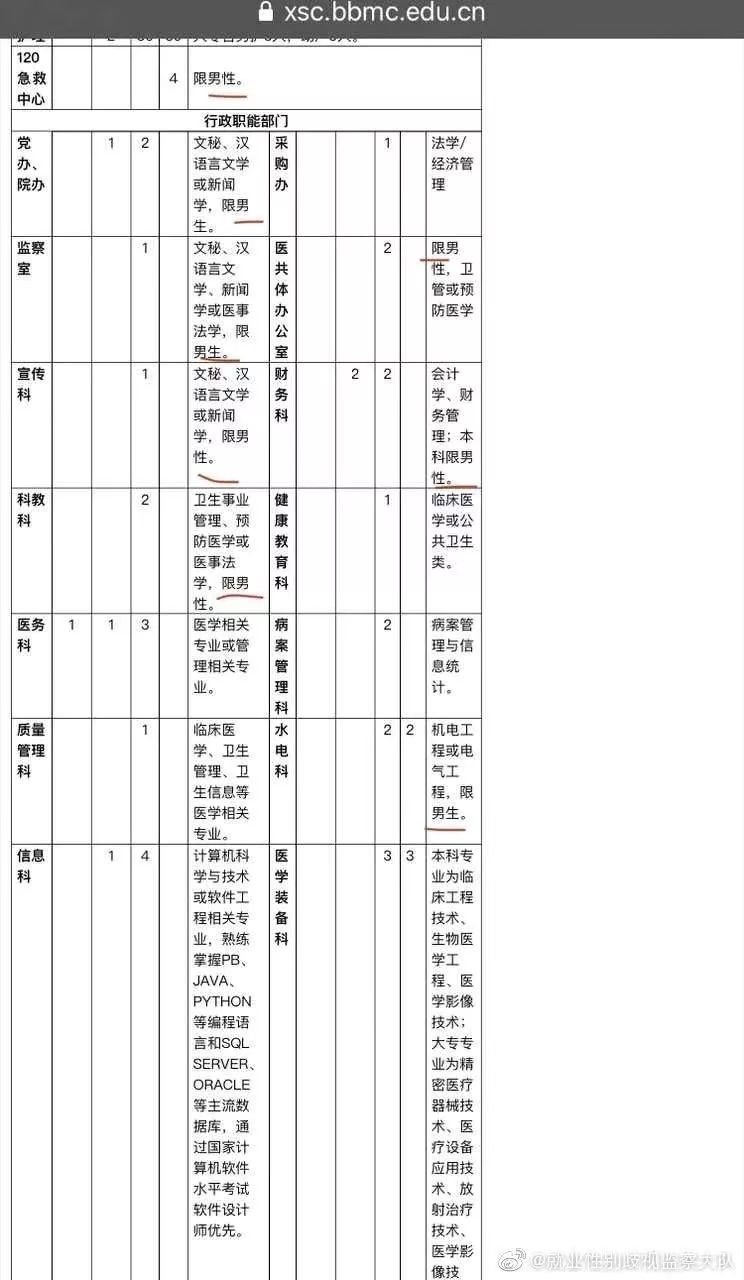 xsc.bbmc.edu.cn
120
急救
中心
4
限男性。
行政职能部门
党
办、
院办
1
2
文秘、汉
语言文学
或新闻
学，限男
生。
采
购
办
1
法学/
经济管
理
监察
室
1
文秘、汉
语言文
学、新闻
学或医事
法学，限
男生。
医
共
体
办
公
室
2
限男
性，卫
管或预
防医学
宣传
科
1
文秘、汉
语言文学
或新闻
学，限男
性。
财
务
科
2
2
会计
学、财
务管
理；本
科限男
性。
科教
科
2
卫生事业
管理、预
防医学或
医事法
学，限男
性。
健
康
教
育
科
1
临床医
学或公
共卫生
类。
医务
科
1
1
3
医学相关
专业或管
理相关专
业。
病
案
管
理
科
2
病案管
理与信
息统
计。
质量
管理
科
1
临床医
学、卫生
管理、卫
生信息等
医学相关
专业。
水
电
科
2
2
机电工
程或电
气工
程，限
男生。
信息
科
1
4
计算机科
学与技术
或软件工
程相关专
业，熟练
掌握PB、
JAVA、
PYTHON
等编程语
言和SQL
SERVER、
ORACLE
等主流数
据库，通
过国家计
算机软件
水平考试
软件设计
师优先。
医
学
装
备
科
3
3
本科专
业为临
床工程
技术、
生物医
学工
程、医
学影像
技术；
大专专
业为精
密医疗
器械技
术、医
疗设备
应用技
术、放
射治疗
技术、
医学影
像技
@就业性别歧视监察大队